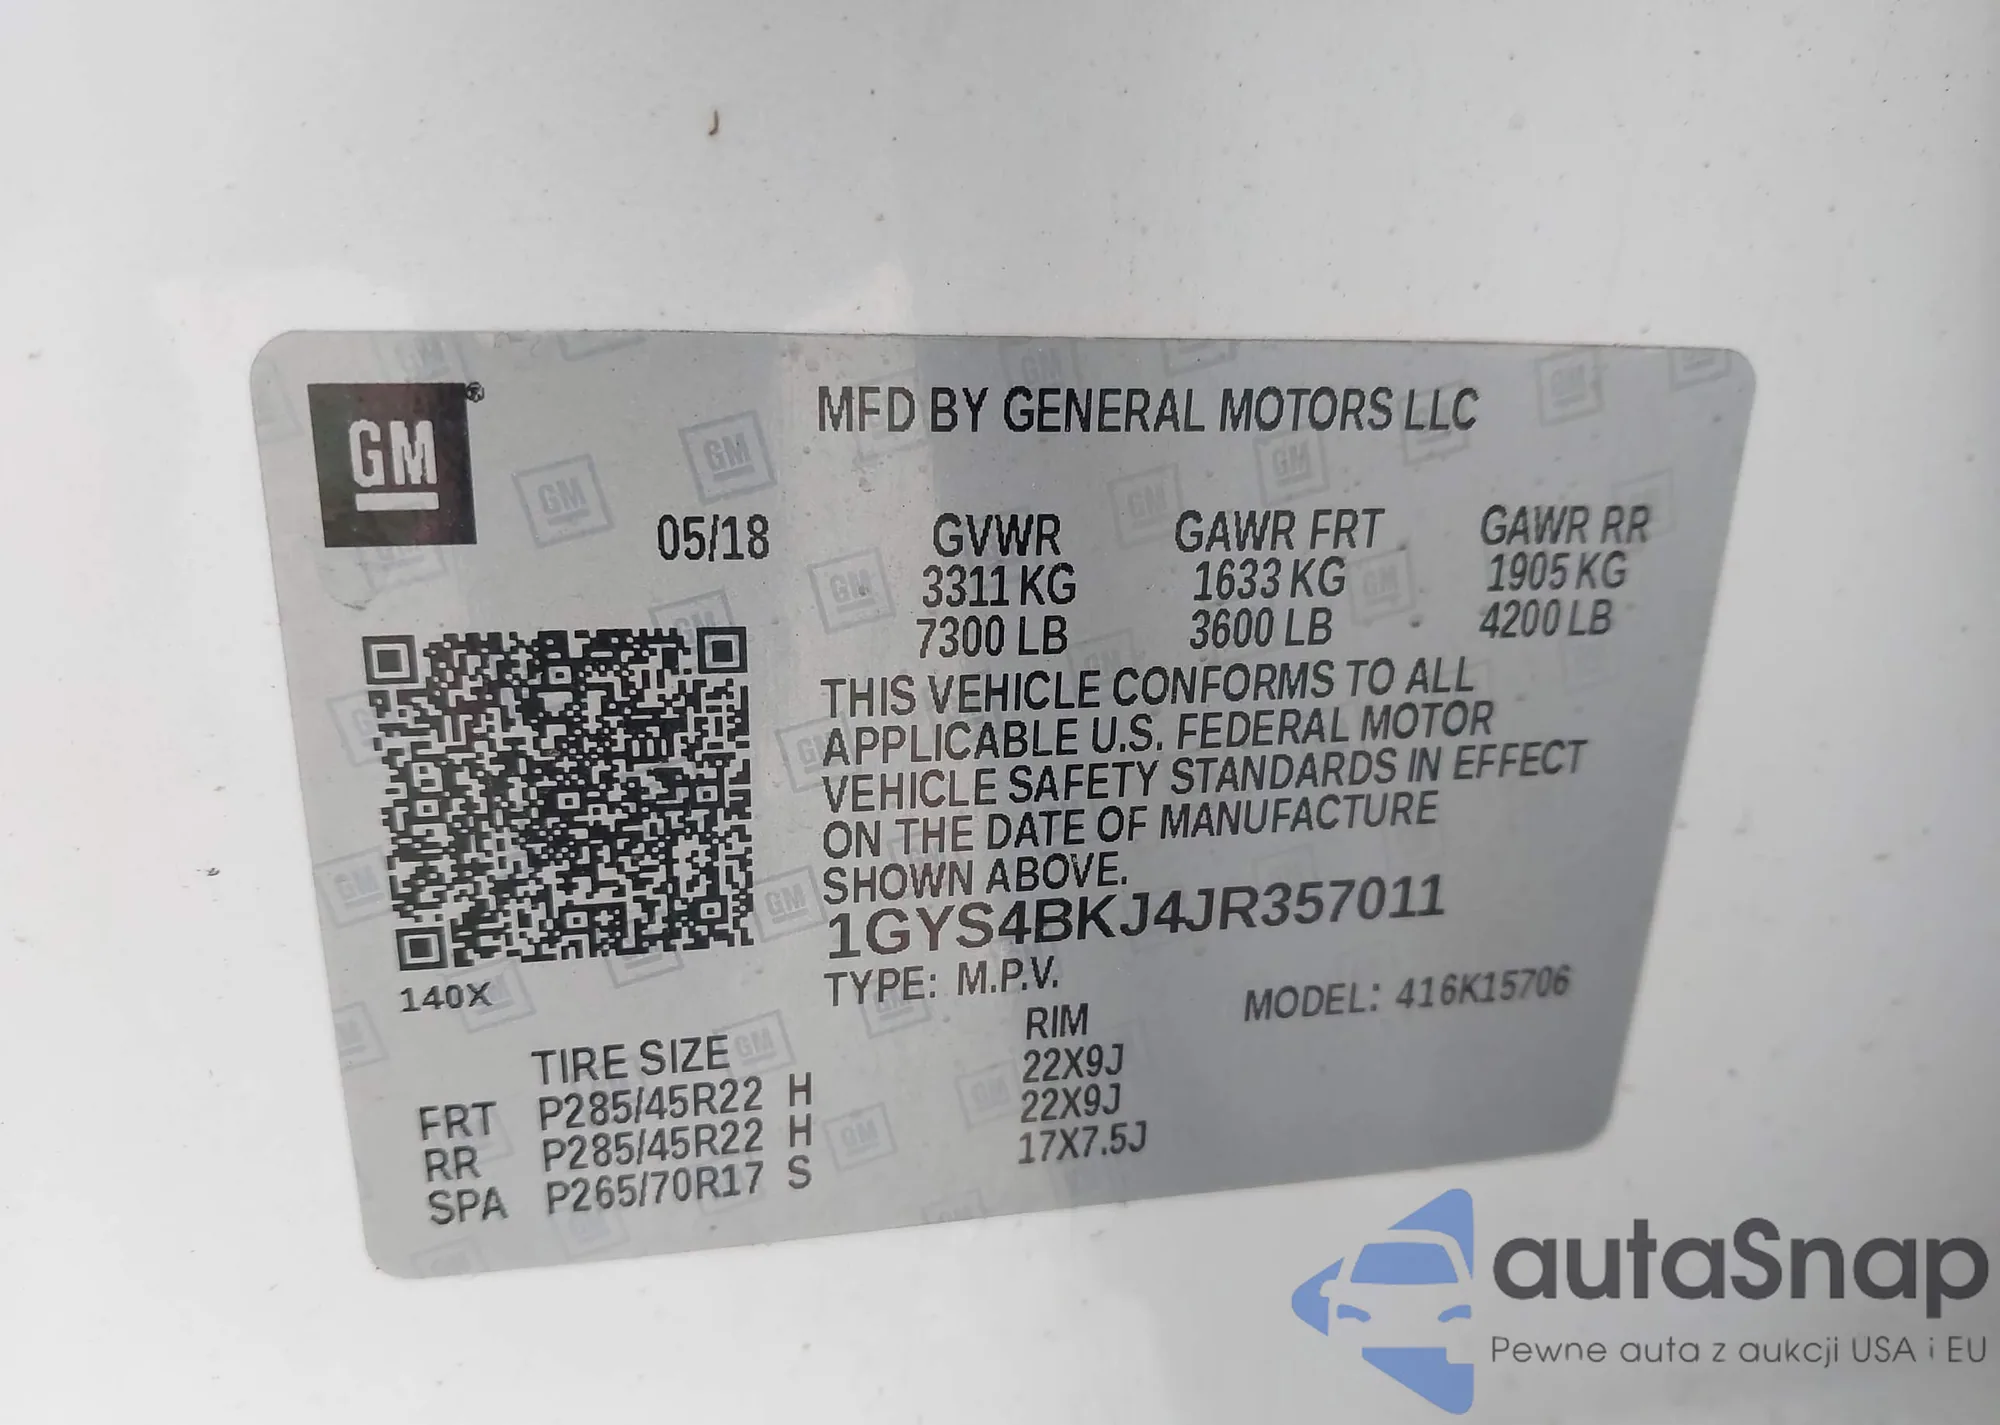 GM ®
MFD BY GENERAL MOTORS LLC
05/18 GVWR GAWR FRT GAWR RR
3311 KG 1633 KG 1905 KG
7300 LB 3600 LB 4200 LB
THIS VEHICLE CONFORMS TO ALL
APPLICABLE U.S. FEDERAL MOTOR
VEHICLE SAFETY STANDARDS IN EFFECT
ON THE DATE OF MANUFACTURE
SHOWN ABOVE.
1GYS4BKJ4JR357011
TYPE: M.P.V. MODEL: 416K15706
140X
TIRE SIZE RIM
FRT P285/45R22 H 22X9J
RR P285/45R22 H 22X9J
SPA P265/70R17 S 17X7.5J
autaSnap
Pewne auta z aukcji USA i EU